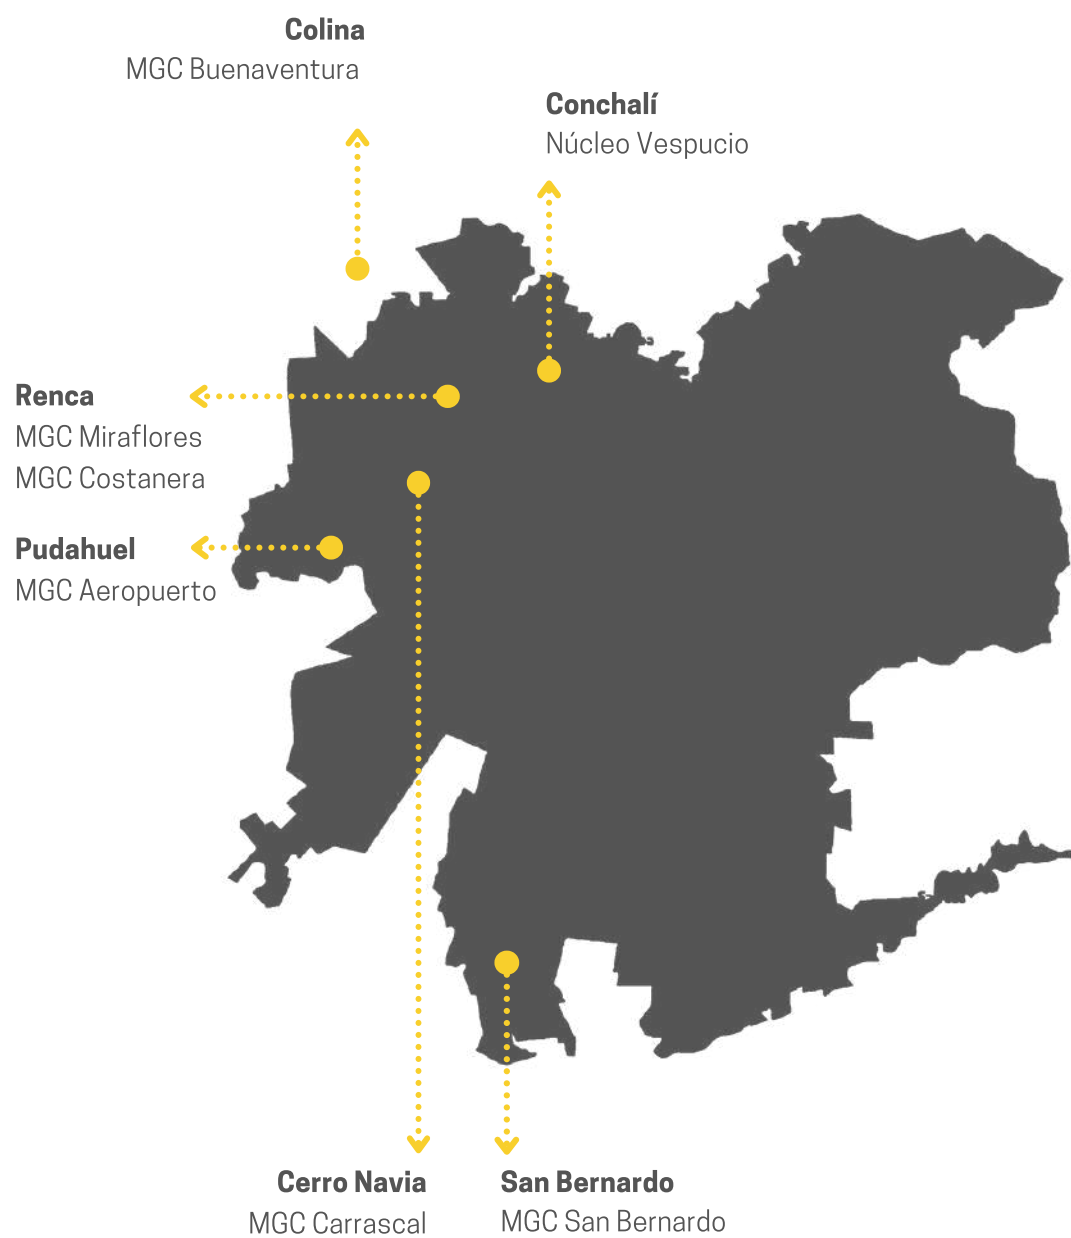 Colina
MGC Buenaventura
Conchalí
Núcleo Vespucio
Renca
MGC Miraflores
MGC Costanera
Pudahuel
MGC Aeropuerto
Cerro Navia
MGC Carrascal
San Bernardo
MGC San Bernardo